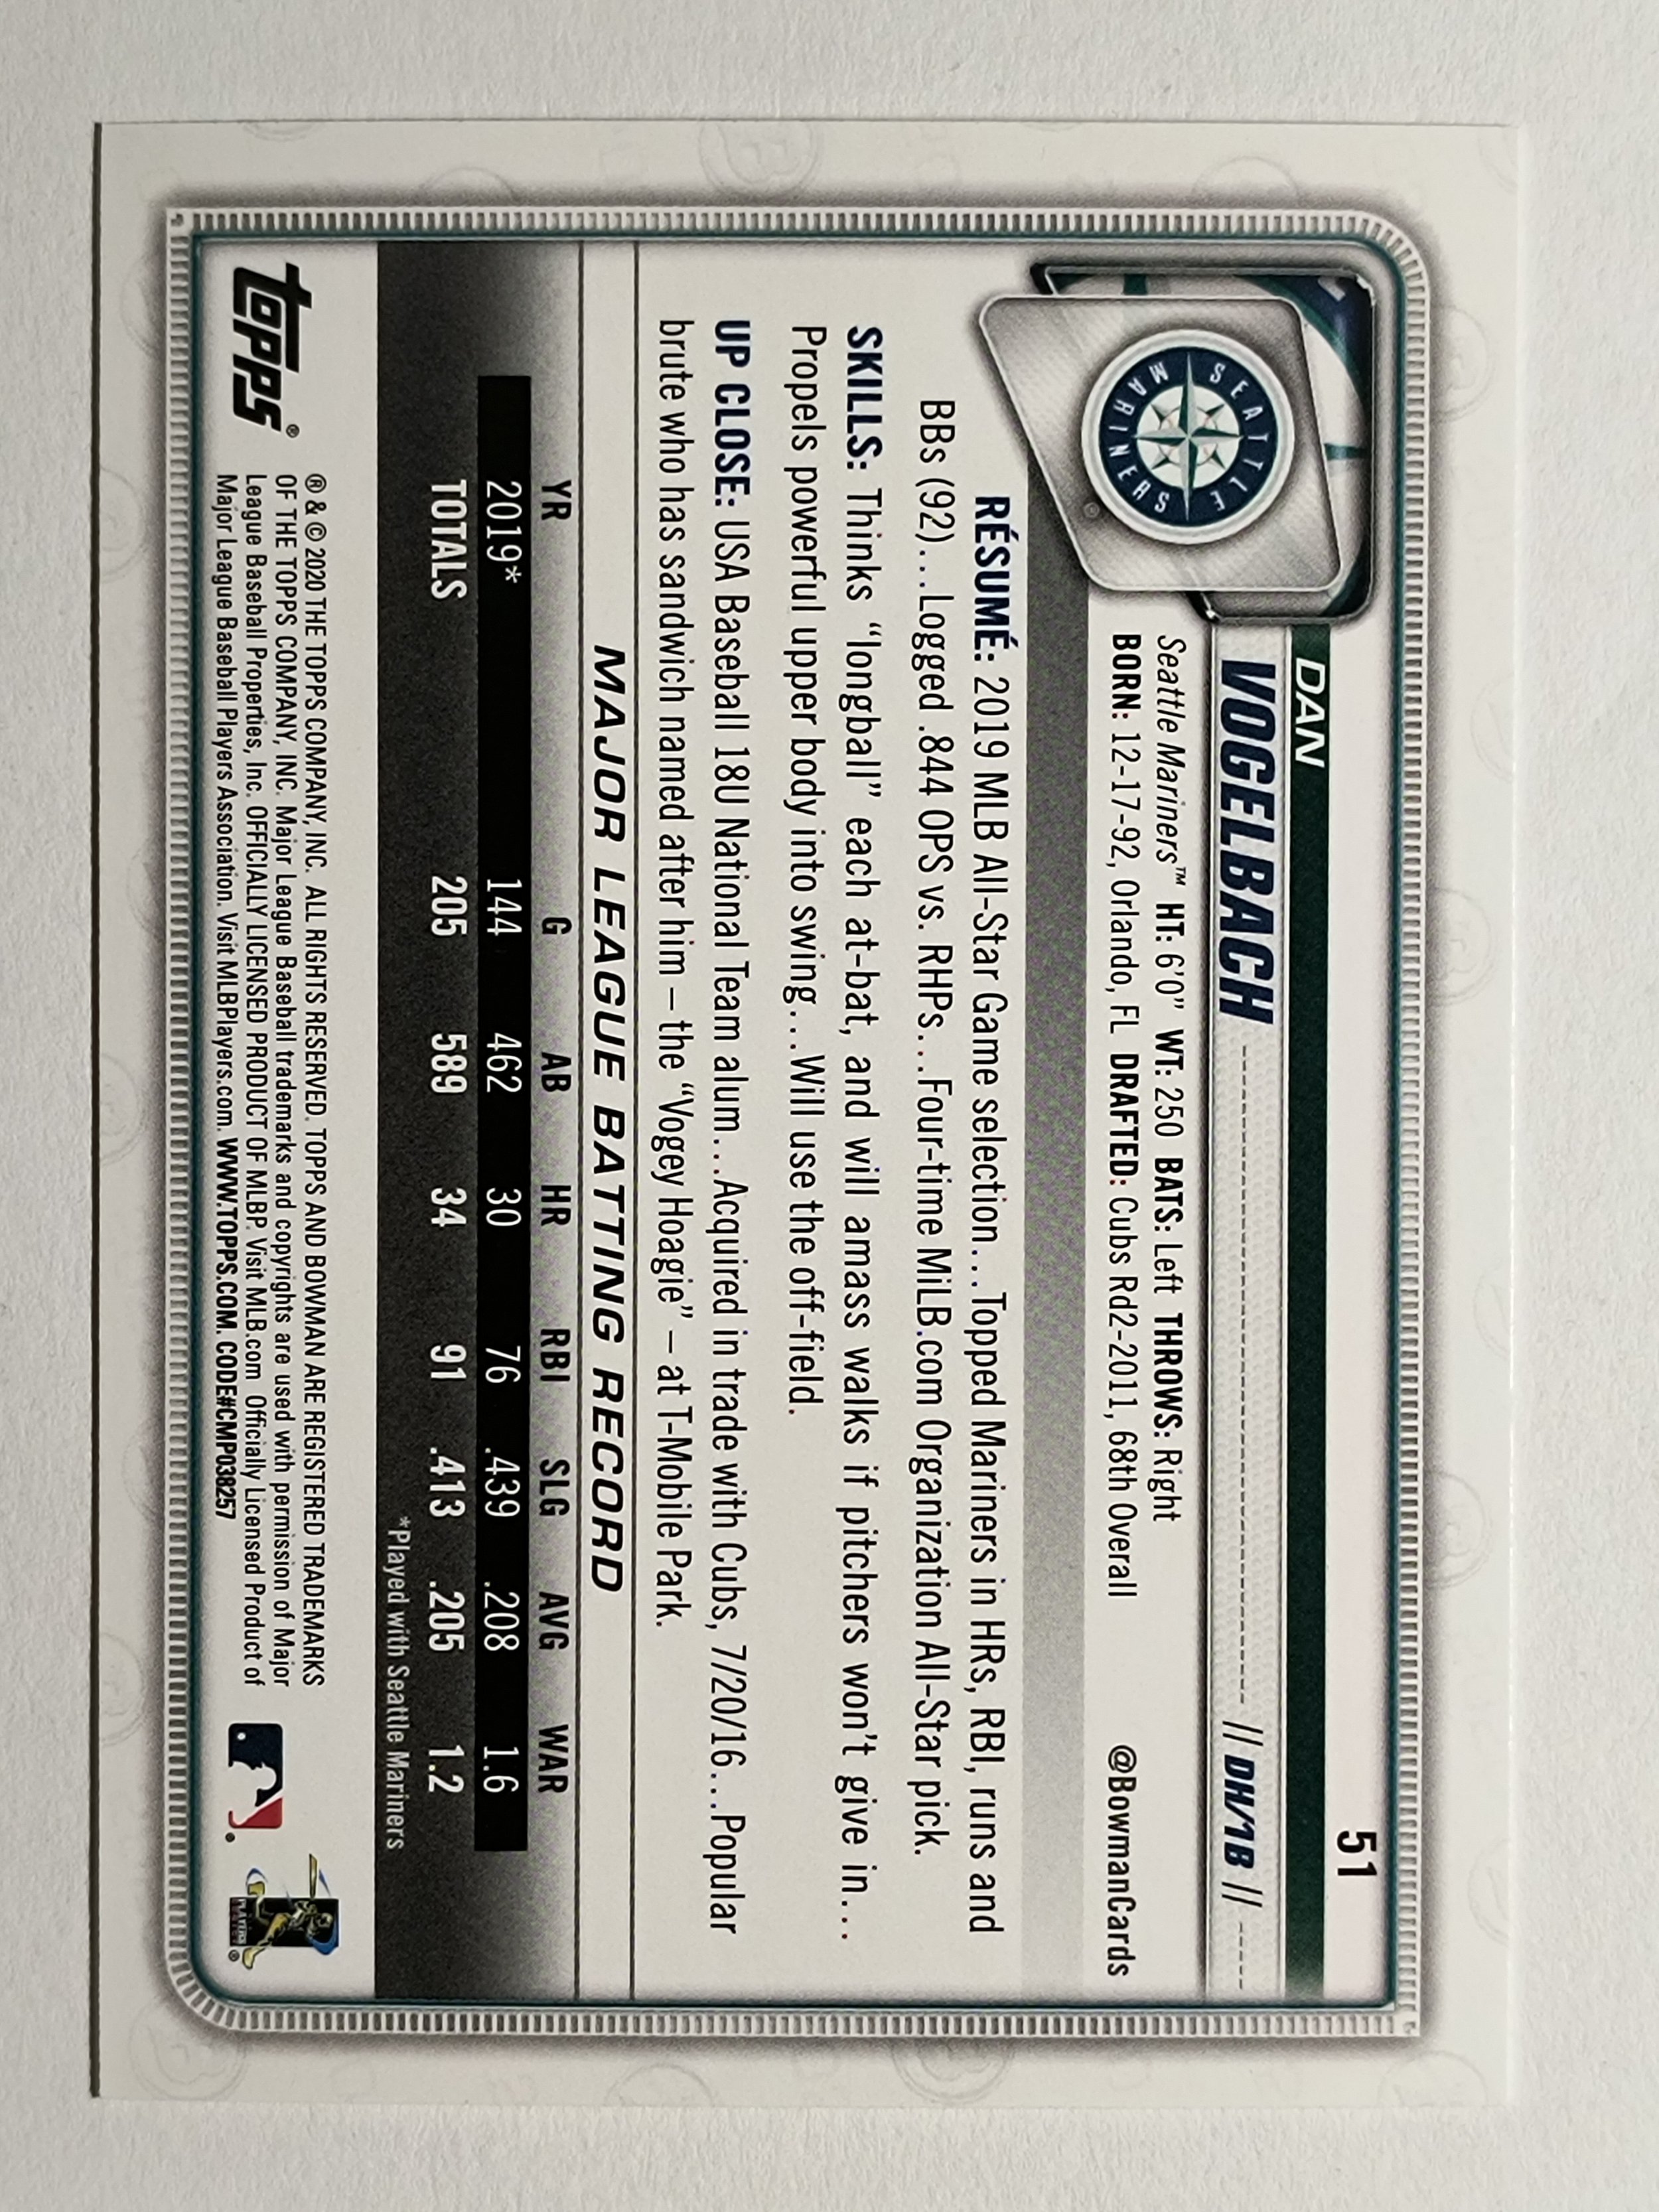 51
DAN
VOGELBACH // DH/1B //
Seattle Mariners™ HT: 6'0" WT: 250 BATS: Left THROWS: Right
BORN: 12-17-92, Orlando, FL DRAFTED: Cubs Rd2-2011, 68th Overall @BowmanCards
SEATTLE
MARINERS
RÉSUMÉ: 2019 MLB All-Star Game selection...Topped Mariners in HRs, RBI, runs and
BBs (92)...Logged .844 OPS vs. RHPs...Four-time MiLB.com Organization All-Star pick.
SKILLS: Thinks “longball” each at-bat, and will amass walks if pitchers won't give in...
Propels powerful upper body into swing...Will use the off-field.
UP CLOSE: USA Baseball 18U National Team alum...Acquired in trade with Cubs, 7/20/16...Popular
brute who has sandwich named after him – the “Vogey Hoagie” – at T-Mobile Park.
MAJOR LEAGUE BATTING RECORD
YR G AB HR RBI SLG AVG WAR
2019* 144 462 30 76 .439 .208 1.6
TOTALS 205 589 34 91 .413 .205 1.2
*Played with Seattle Mariners
topps®
® & © 2020 THE TOPPS COMPANY, INC. ALL RIGHTS RESERVED. TOPPS AND BOWMAN ARE REGISTERED TRADEMARKS
OF THE TOPPS COMPANY, INC. Major League Baseball trademarks and copyrights are used with permission of Major
League Baseball Properties, Inc. OFFICIALLY LICENSED PRODUCT OF MLBP. Visit MLB.com Officially Licensed Product of
Major League Baseball Players Association. Visit MLBPlayers.com. WWW.TOPPS.COM. CODE#CMP038257
PLAYERS